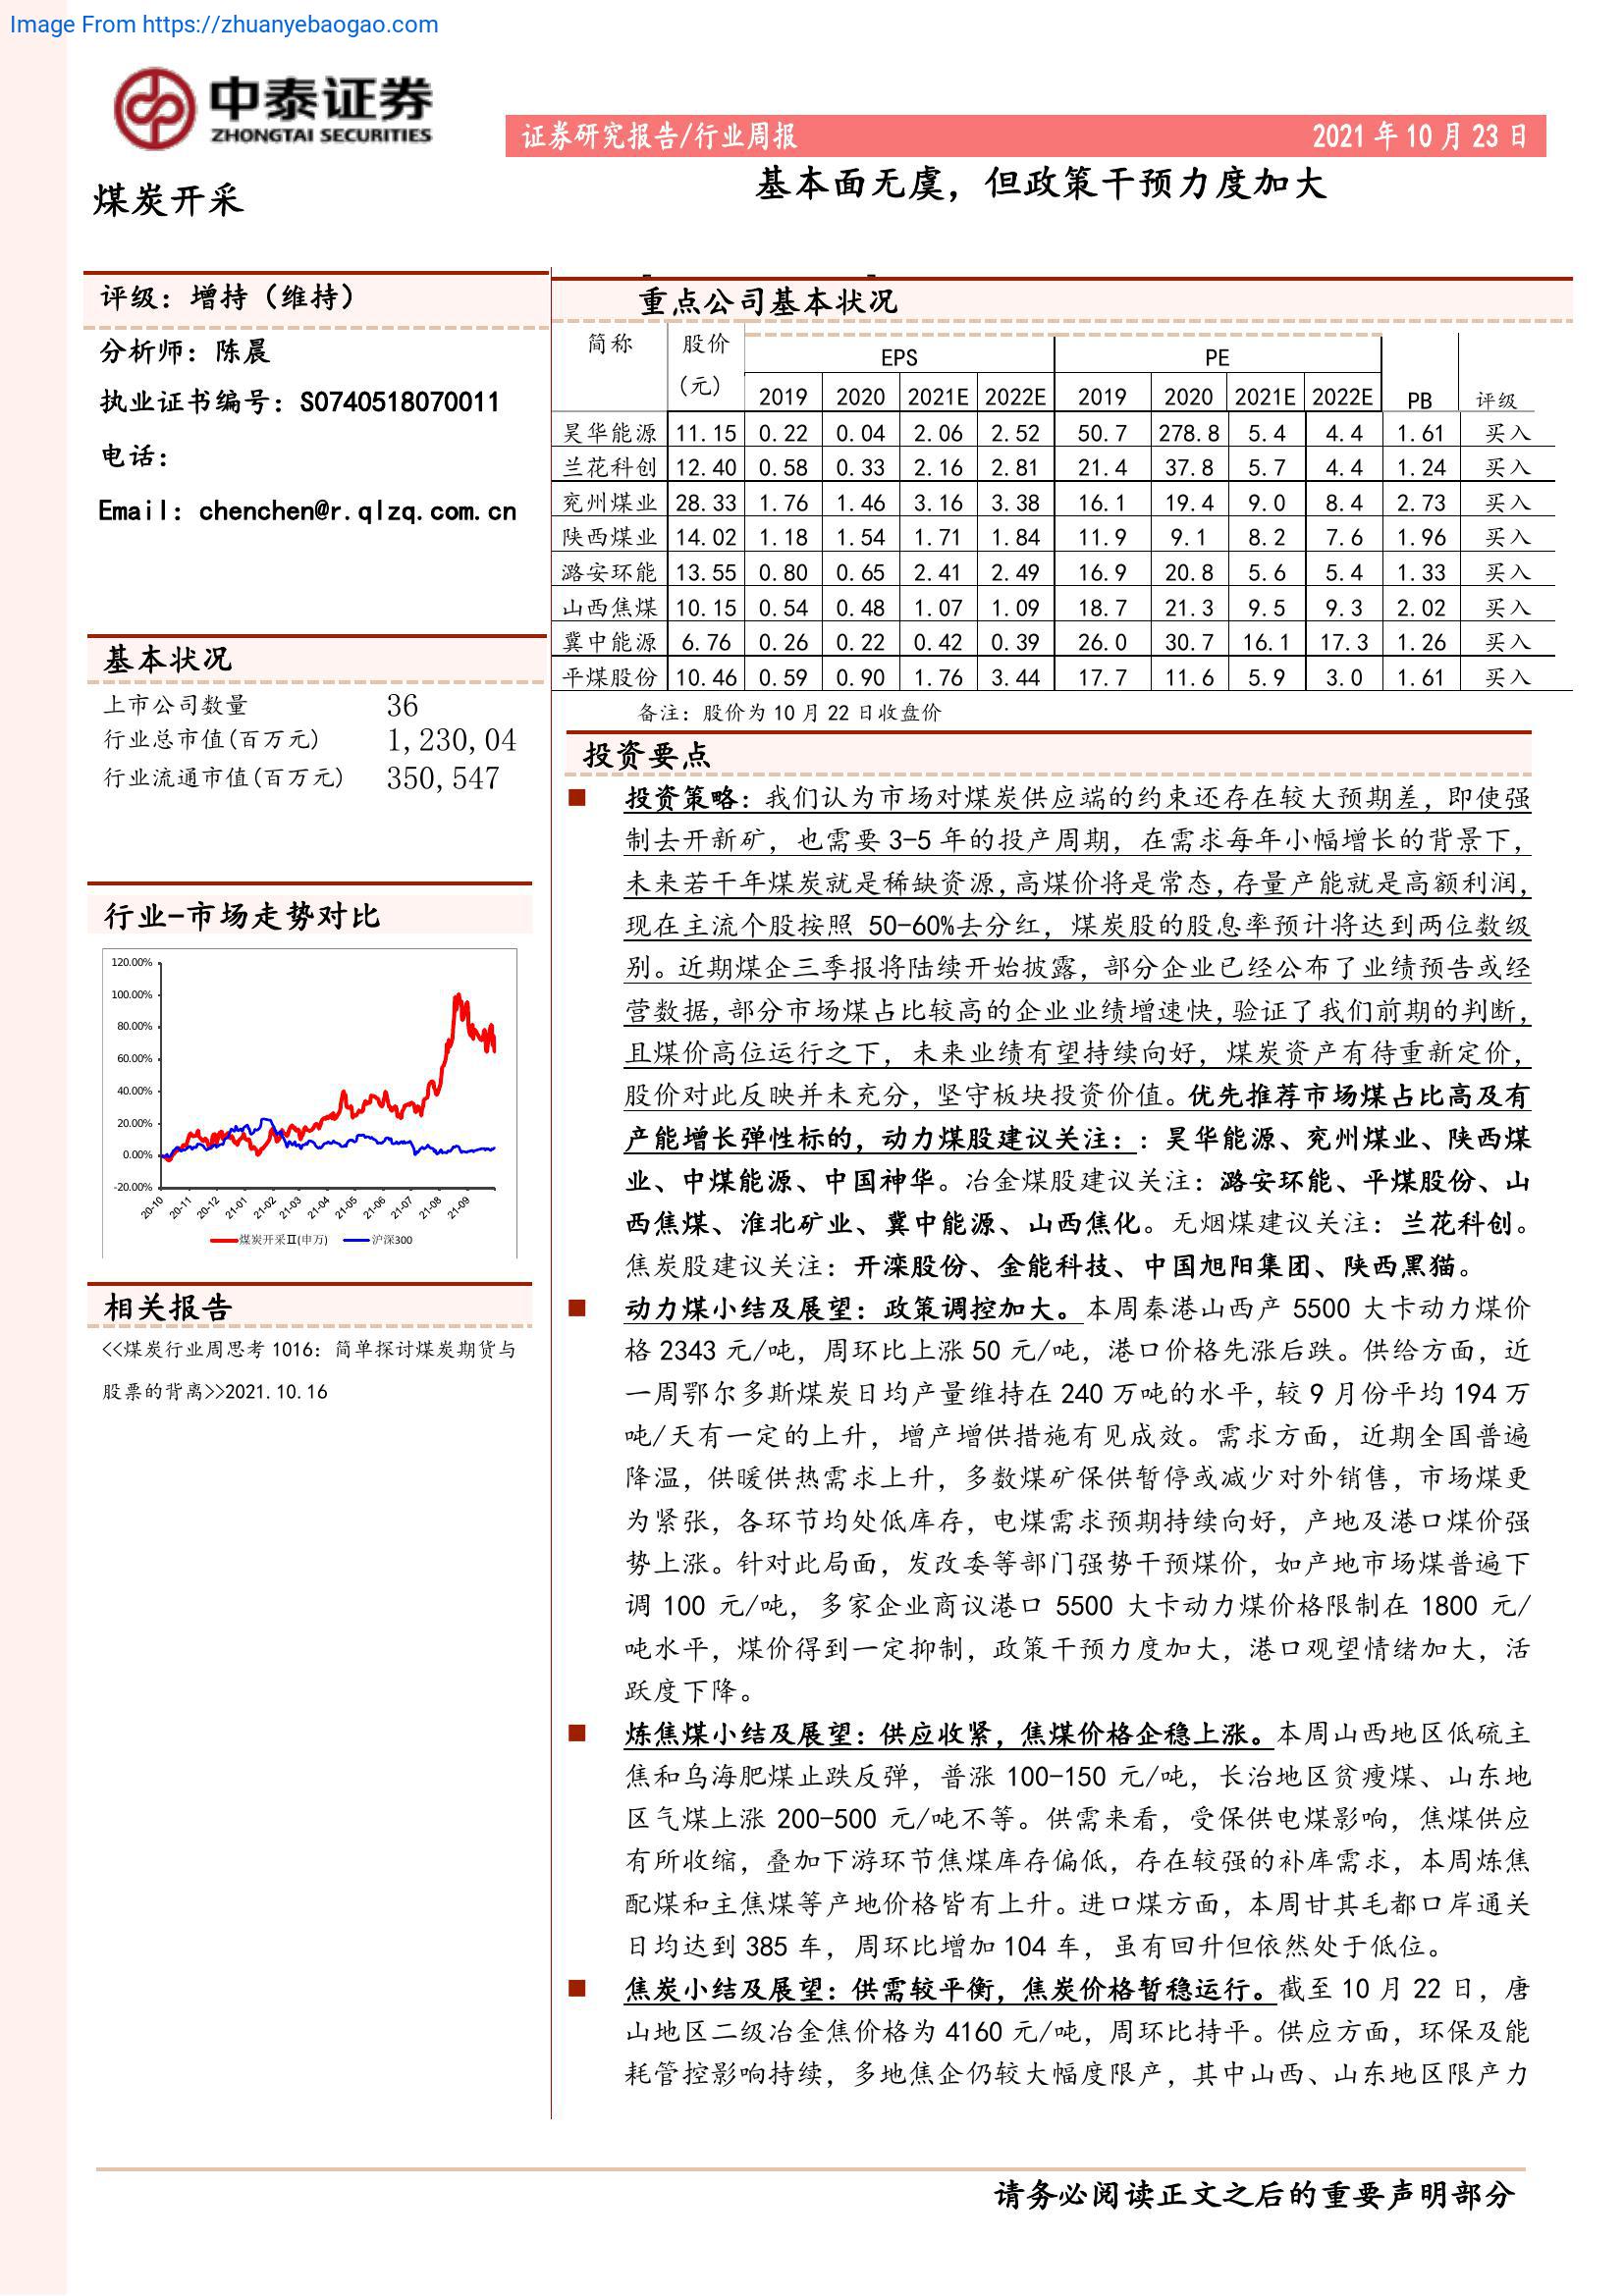 Image From https://zhuanyebaogao.com
中泰证券
ZHONGTAI SECURITIES
证券研究报告/行业周报
2021 年 10 月 23 日
煤炭开采
基本面无虞，但政策干预力度加大
评级：增持（维持）
分析师：陈晨
执业证书编号：S0740518070011
电话：
Email：chenchen@r.qlzq.com.cn
基本状况
上市公司数量 36
行业总市值(百万元) 1,230,04
行业流通市值(百万元) 350,547
行业-市场走势对比
120.00%
100.00%
80.00%
60.00%
40.00%
20.00%
0.00%
-20.00%
20-10 20-11 20-12 21-01 21-02 21-03 21-04 21-05 21-06 21-07 21-08 21-09
煤炭开采Ⅱ(申万) 沪深300
相关报告
<<煤炭行业周思考 1016：简单探讨煤炭期货与
股票的背离>>2021.10.16
重点公司基本状况
简称 股价 EPS PE PB 评级
(元) 2019 2020 2021E 2022E 2019 2020 2021E 2022E
昊华能源 11.15 0.22 0.04 2.06 2.52 50.7 278.8 5.4 4.4 1.61 买入
兰花科创 12.40 0.58 0.33 2.16 2.81 21.4 37.8 5.7 4.4 1.24 买入
兖州煤业 28.33 1.76 1.46 3.16 3.38 16.1 19.4 9.0 8.4 2.73 买入
陕西煤业 14.02 1.18 1.54 1.71 1.84 11.9 9.1 8.2 7.6 1.96 买入
潞安环能 13.55 0.80 0.65 2.41 2.49 16.9 20.8 5.6 5.4 1.33 买入
山西焦煤 10.15 0.54 0.48 1.07 1.09 18.7 21.3 9.5 9.3 2.02 买入
冀中能源 6.76 0.26 0.22 0.42 0.39 26.0 30.7 16.1 17.3 1.26 买入
平煤股份 10.46 0.59 0.90 1.76 3.44 17.7 11.6 5.9 3.0 1.61 买入
备注：股价为 10 月 22 日收盘价
投资要点
■ 投资策略：我们认为市场对煤炭供应端的约束还存在较大预期差，即使强
制去开新矿，也需要 3-5 年的投产周期，在需求每年小幅增长的背景下，
未来若干年煤炭就是稀缺资源，高煤价将是常态，存量产能就是高额利润，
现在主流个股按照 50-60%去分红，煤炭股的股息率预计将达到两位数级
别。近期煤企三季报将陆续开始披露，部分企业已经公布了业绩预告或经
营数据，部分市场煤占比较高的企业业绩增速快，验证了我们前期的判断，
且煤价高位运行之下，未来业绩有望持续向好，煤炭资产有待重新定价，
股价对此反映并未充分，坚守板块投资价值。优先推荐市场煤占比高及有
产能增长弹性标的，动力煤股建议关注：：昊华能源、兖州煤业、陕西煤
业、中煤能源、中国神华。冶金煤股建议关注：潞安环能、平煤股份、山
西焦煤、淮北矿业、冀中能源、山西焦化。无烟煤建议关注：兰花科创。
焦炭股建议关注：开滦股份、金能科技、中国旭阳集团、陕西黑猫。
■ 动力煤小结及展望：政策调控加大。本周秦港山西产 5500 大卡动力煤价
格 2343 元/吨，周环比上涨 50 元/吨，港口价格先涨后跌。供给方面，近
一周鄂尔多斯煤炭日均产量维持在 240 万吨的水平，较 9 月份平均 194 万
吨/天有一定的上升，增产增供措施有见成效。需求方面，近期全国普遍
降温，供暖供热需求上升，多数煤矿保供暂停或减少对外销售，市场煤更
为紧张，各环节均处低库存，电煤需求预期持续向好，产地及港口煤价强
势上涨。针对此局面，发改委等部门强势干预煤价，如产地市场煤普遍下
调 100 元/吨，多家企业商议港口 5500 大卡动力煤价格限制在 1800 元/
吨水平，煤价得到一定抑制，政策干预力度加大，港口观望情绪加大，活
跃度下降。
■ 炼焦煤小结及展望：供应收紧，焦煤价格企稳上涨。本周山西地区低硫主
焦和乌海肥煤止跌反弹，普涨 100-150 元/吨，长治地区贫瘦煤、山东地
区气煤上涨 200-500 元/吨不等。供需来看，受保供电煤影响，焦煤供应
有所收缩，叠加下游环节焦煤库存偏低，存在较强的补库需求，本周炼焦
配煤和主焦煤等产地价格皆有上升。进口煤方面，本周甘其毛都口岸通关
日均达到 385 车，周环比增加 104 车，虽有回升但依然处于低位。
■ 焦炭小结及展望：供需较平衡，焦炭价格暂稳运行。截至 10 月 22 日，唐
山地区二级冶金焦价格为 4160 元/吨，周环比持平。供应方面，环保及能
耗管控影响持续，多地焦企仍较大幅度限产，其中山西、山东地区限产力
请务必阅读正文之后的重要声明部分